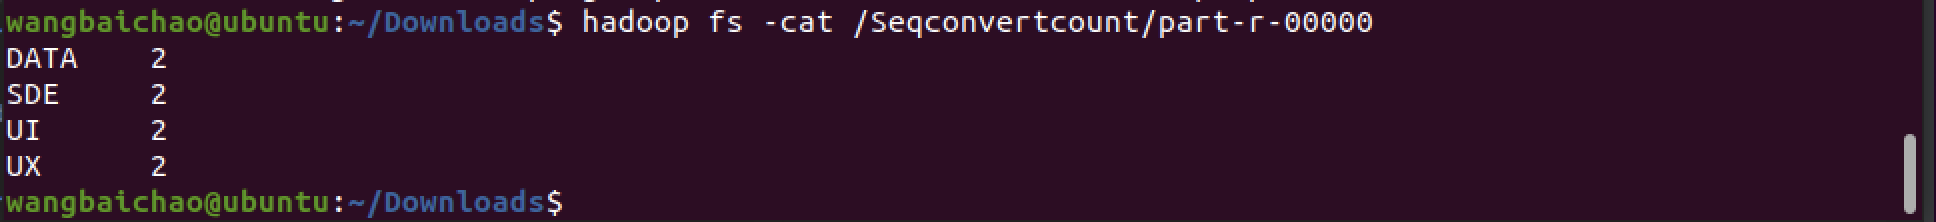 wangbaichao@ubuntu:~/Downloads$ hadoop fs -cat /Seqconvertcount/part-r-00000
DATA 2
SDE 2
UI 2
UX 2
wangbaichao@ubuntu:~/Downloads$